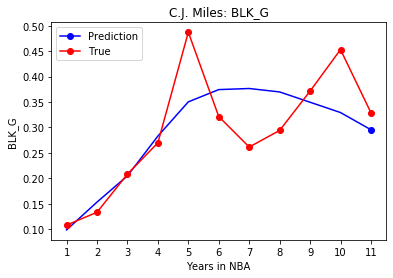 C.J. Miles: BLK_G
Prediction
True
BLK_G
0.50
0.45
0.40
0.35
0.30
0.25
0.20
0.15
0.10
1 2 3 4 5 6 7 8 9 10 11
Years in NBA